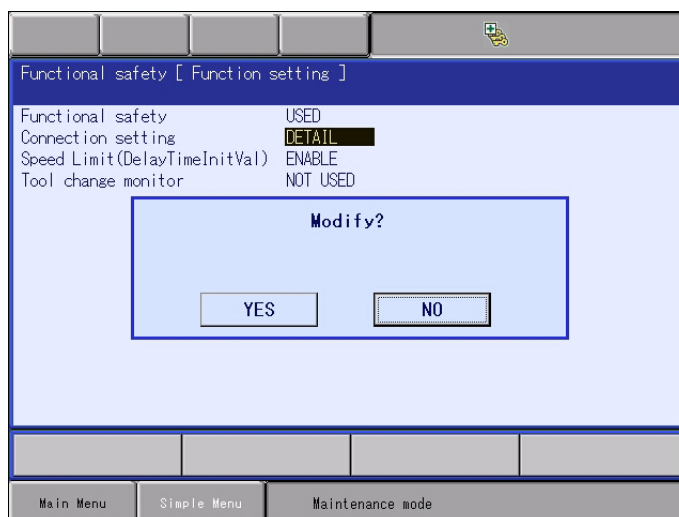 Functional safety [ Function setting ]
Functional safety USED
Connection setting DETAIL
Speed Limit(DelayTimeInitVal) ENABLE
Tool change monitor NOT USED
Modify?
YES NO
Main Menu Simple Menu Maintenance mode